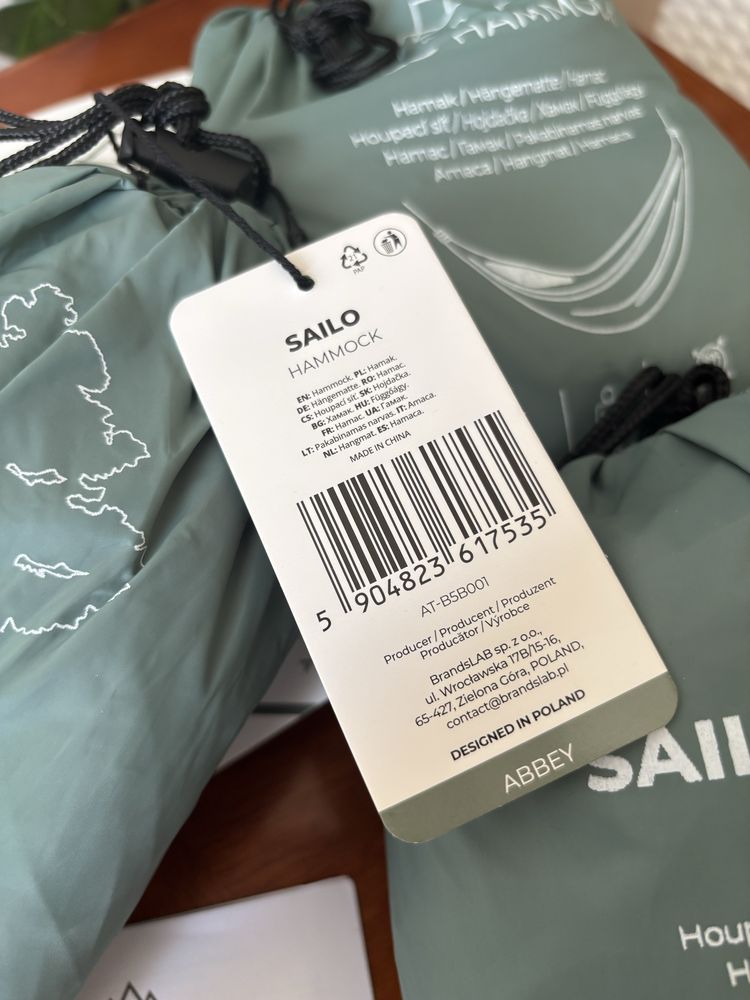 HAMMOCK
Hamak / Hängematte / Hamac
Houpací síť / Hojdačka / Хамак / Függőágy
Hamac / Гамак / Pakabinamas narvas
Amaca / Hangmat / Hamaca
21
PAP
SAILO
HAMMOCK
EN: Hammock. PL: Hamak.
DE: Hängematte. RO: Hamac.
CS: Houpací síť. SK: Hojdačka.
BG: Хамак. HU: Függőágy.
FR: Hamac. UA: Гамак.
LT: Pakabinamas narvas. IT: Amaca.
NL: Hangmat. ES: Hamaca.
MADE IN CHINA
5 904823 617535
AT-B5B001
Producer / Producent / Produzent
Producător / Výrobce
BrandsLAB sp. z o.o.,
ul. Wrocławska 17B/15-16,
65-427, Zielona Góra, POLAND,
contact@brandslab.pl
DESIGNED IN POLAND
ABBEY
SAIL
Houp
H